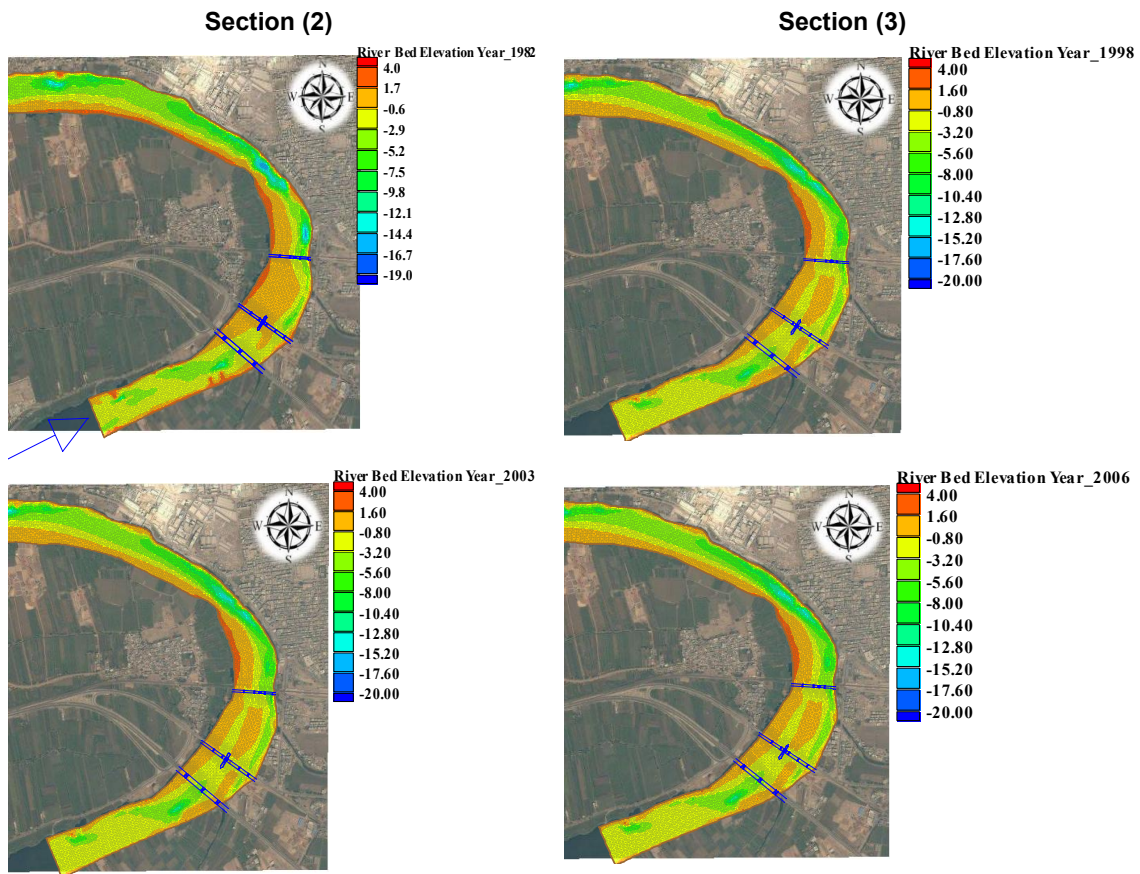 Section (2)
Section (3)
River Bed Elevation Year_1982
4.0
1.7
-0.6
-2.9
-5.2
-7.5
-9.8
-12.1
-14.4
-16.7
-19.0
N
W E
S
River Bed Elevation Year_1998
4.00
1.60
-0.80
-3.20
-5.60
-8.00
-10.40
-12.80
-15.20
-17.60
-20.00
N
W E
S
River Bed Elevation Year_2003
4.00
1.60
-0.80
-3.20
-5.60
-8.00
-10.40
-12.80
-15.20
-17.60
-20.00
N
W E
S
River Bed Elevation Year_2006
4.00
1.60
-0.80
-3.20
-5.60
-8.00
-10.40
-12.80
-15.20
-17.60
-20.00
N
W E
S